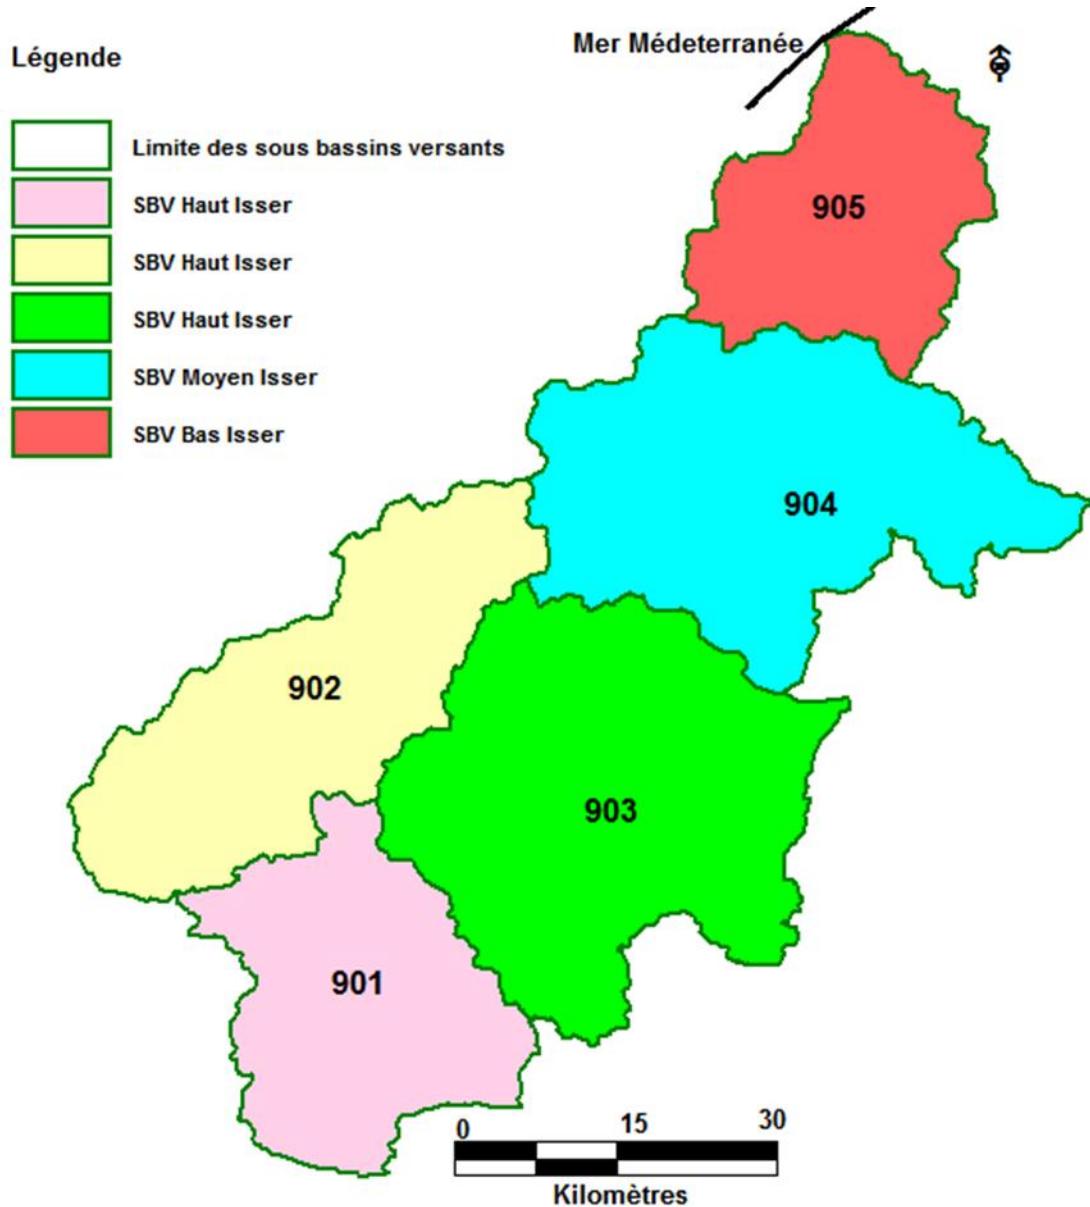 Mer Médeterranée
Légende
Limite des sous bassins versants
SBV Haut Isser
SBV Haut Isser
SBV Haut Isser
SBV Moyen Isser
SBV Bas Isser
905
904
902
903
901
0 15 30
Kilomètres